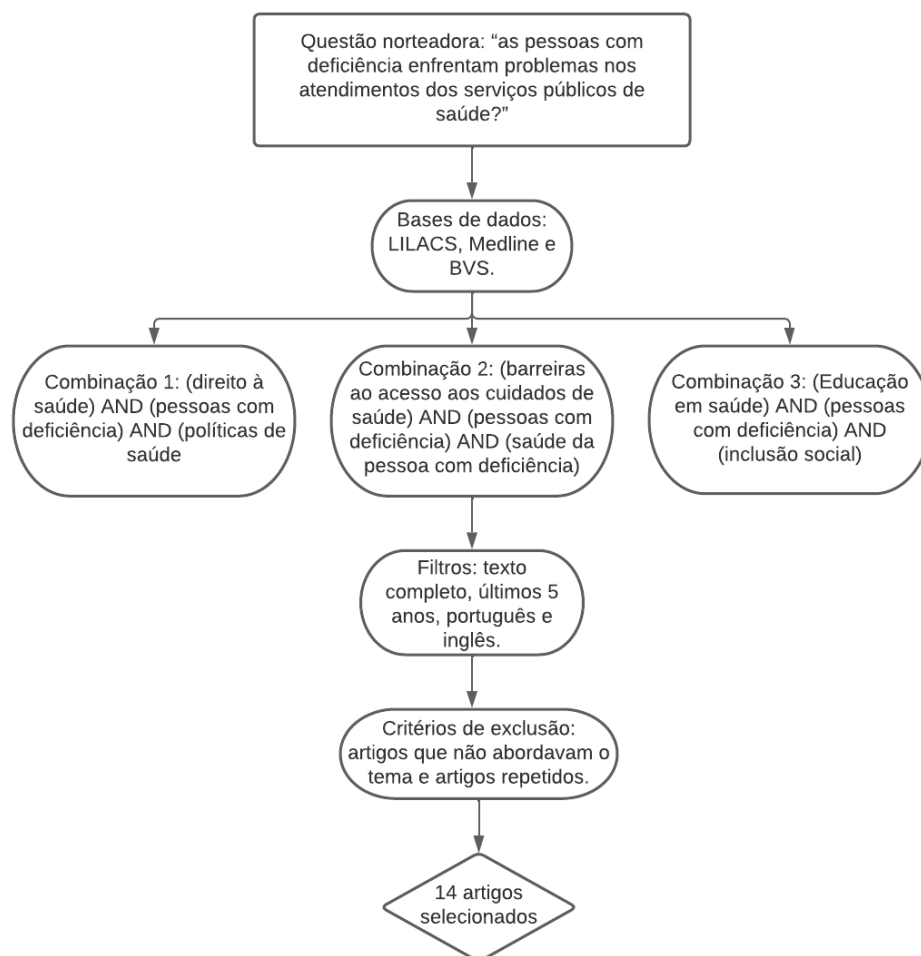 Questão norteadora: “as pessoas com
deficiência enfrentam problemas nos
atendimentos dos serviços públicos de
saúde?”
Bases de dados:
LILACS, Medline e
BVS.
Combinação 1: (direito à
saúde) AND (pessoas com
deficiência) AND (políticas de
saúde
Combinação 2: (barreiras
ao acesso aos cuidados de
saúde) AND (pessoas com
deficiência) AND (saúde da
pessoa com deficiência)
Combinação 3: (Educação
em saúde) AND (pessoas
com deficiência) AND
(inclusão social)
Filtros: texto
completo, últimos 5
anos, português e
inglês.
Critérios de exclusão:
artigos que não abordavam o
tema e artigos repetidos.
14 artigos
selecionados